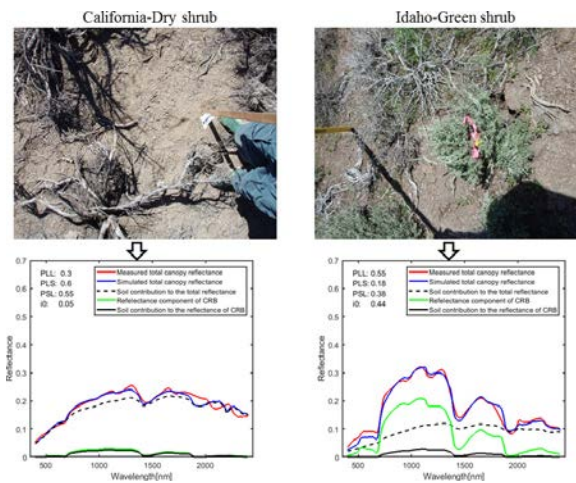 California-Dry shrub
Idaho-Green shrub
0.7
0.6
0.5
0.4
0.3
0.2
0.1
0
Reflectance
PLL: 0.3
PLS: 0.6
PSL: 0.55
i0: 0.05
Measured total canopy reflectance
Simulated total canopy reflectance
Soil contribution to the total reflectance
Refelectance component of CRB
Soil contribution to the reflectance of CRB
500
1000
1500
2000
Wavelength[nm]
0.7
0.6
0.5
0.4
0.3
0.2
0.1
0
Reflectance
PLL: 0.55
PLS: 0.18
PSL: 0.38
i0: 0.44
Measured total canopy reflectance
Simulated total canopy reflectance
Soil contribution to the total reflectance
Refelectance component of CRB
Soil contribution to the reflectance of CRB
500
1000
1500
2000
Wavelength[nm]